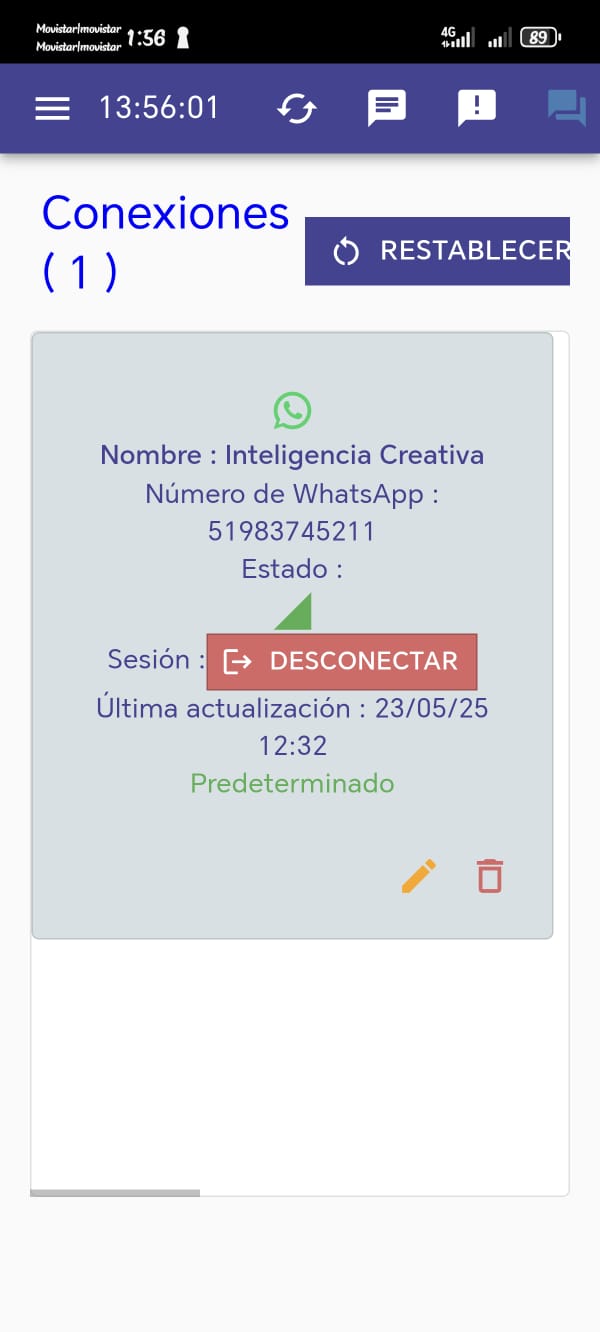 Movistar|movistar
Movistar|movistar
1:56
4G
89
13:56:01
Conexiones
( 1 )
RESTABLECER
Nombre : Inteligencia Creativa
Número de WhatsApp :
51983745211
Estado :
Sesión : DESCONECTAR
Última actualización : 23/05/25
12:32
Predeterminado